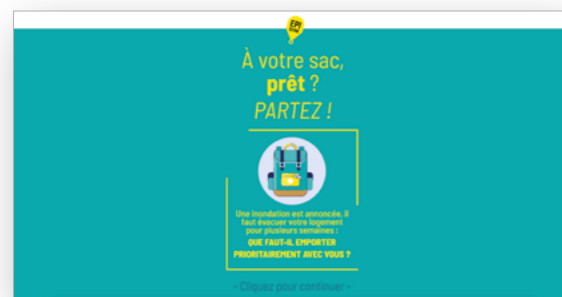 EPI
À votre sac,
prêt ?
PARTEZ !
Une inondation est annoncée, il
faut évacuer votre logement
pour plusieurs semaines :
QUE FAUT-IL EMPORTER
PRIORITAIREMENT AVEC VOUS ?
- Cliquez pour continuer -